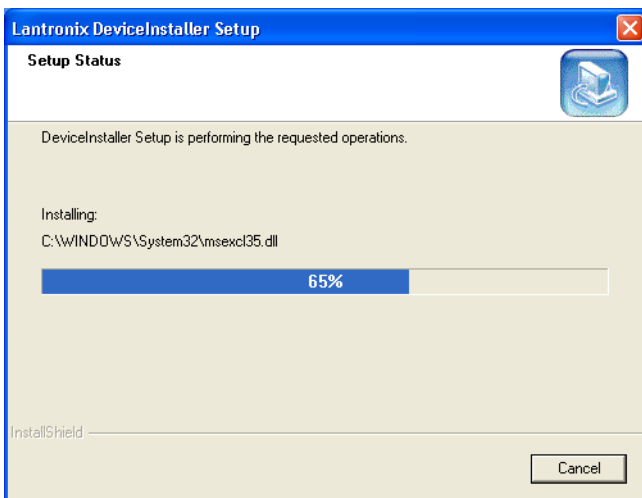 Lantronix DeviceInstaller Setup
Setup Status
DeviceInstaller Setup is performing the requested operations.
Installing:
C:\WINDOWS\System32\msexcl35.dll
65%
InstallShield
Cancel